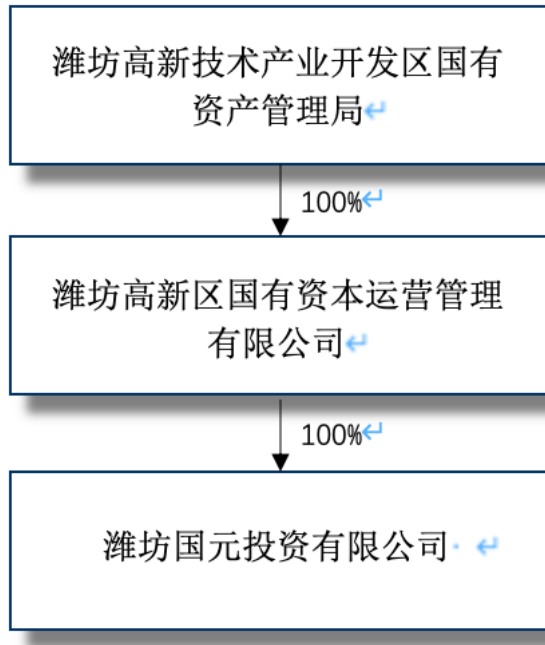 潍坊高新技术产业开发区国有
资产管理局
100%
潍坊高新区国有资本运营管理
有限公司
100%
潍坊国元投资有限公司